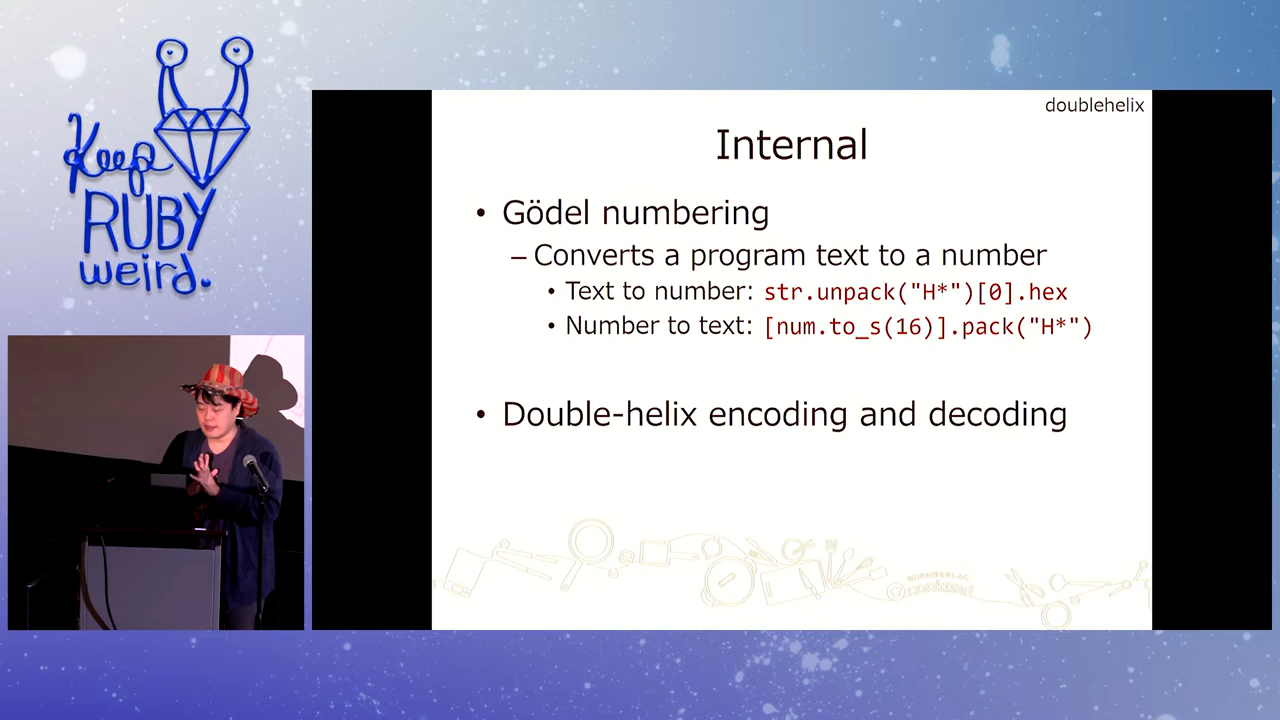 Keep
RUBY
weird.
doublehelix
Internal
• Gödel numbering
– Converts a program text to a number
• Text to number: str.unpack("H*")[0].hex
• Number to text: [num.to_s(16)].pack("H*")
• Double-helix encoding and decoding
cookpad